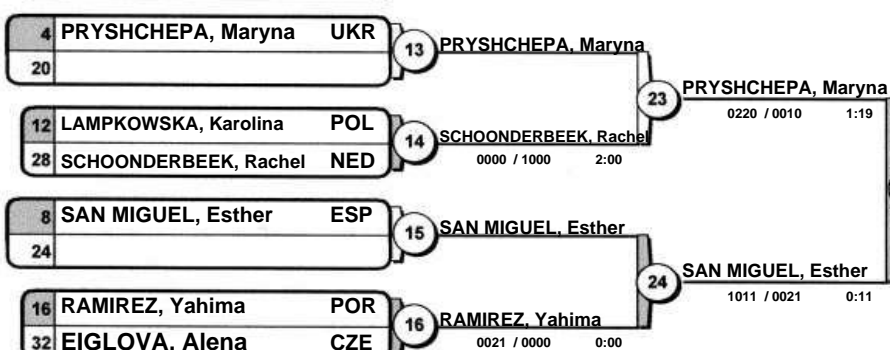 4 PRYSHCHEPA, Maryna UKR
20
13
PRYSHCHEPA, Maryna
12 LAMPKOWSKA, Karolina POL
28 SCHOONDERBEEK, Rachel NED
14
SCHOONDERBEEK, Rachel
0000 / 1000 2:00
23
PRYSHCHEPA, Maryna
0220 / 0010 1:19
8 SAN MIGUEL, Esther ESP
24
15
SAN MIGUEL, Esther
16 RAMIREZ, Yahima POR
32 EIGLOVA, Alena CZE
16
RAMIREZ, Yahima
0021 / 0000 0:00
24
SAN MIGUEL, Esther
1011 / 0021 0:11